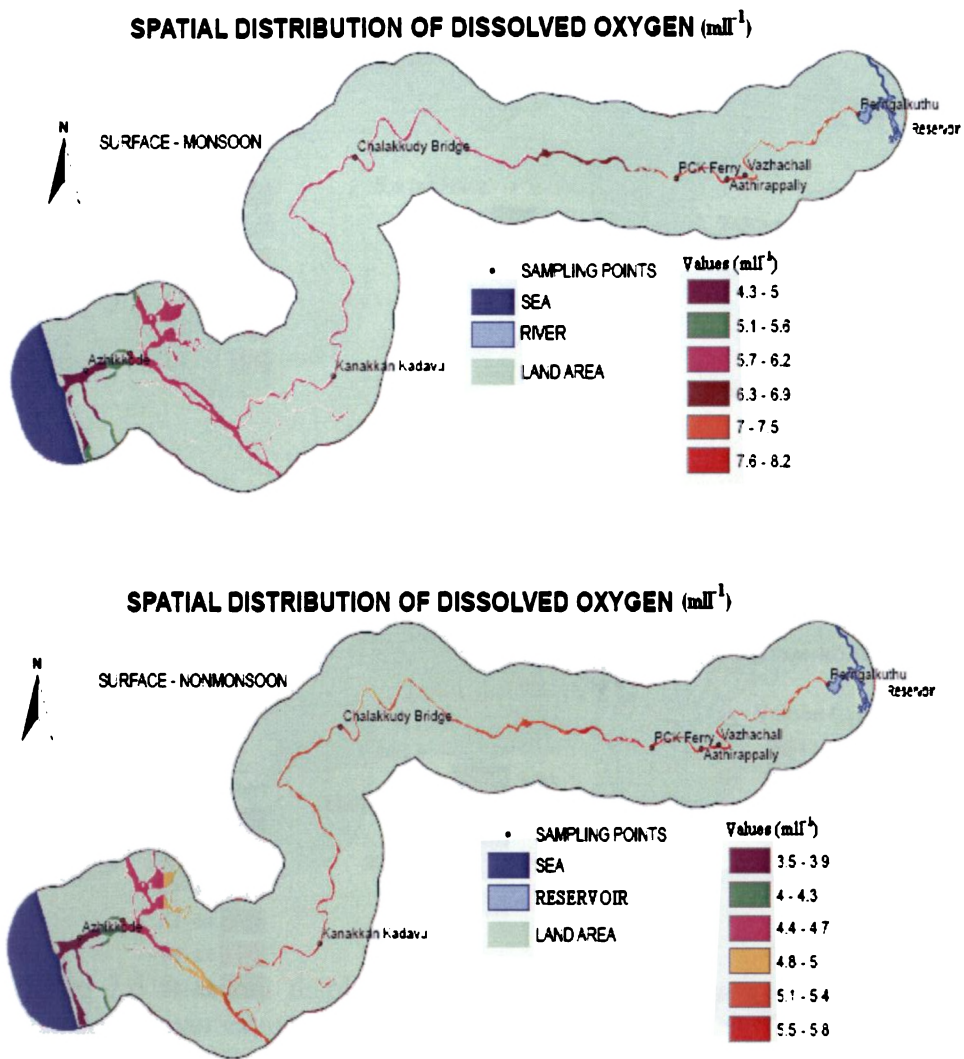 SPATIAL DISTRIBUTION OF DISSOLVED OXYGEN (mll⁻¹)
N
SURFACE - MONSOON
Peringalkuthu
Reservoir
Chalakkudy Bridge
PCK Ferry
Vazhachall
Aathirappally
SAMPLING POINTS
SEA
RIVER
LAND AREA
Values (mll⁻¹)
4.3 - 5
5.1 - 5.6
5.7 - 6.2
6.3 - 6.9
7 - 7.5
7.6 - 8.2
Azhikkode
Kanakkan Kadavu
SPATIAL DISTRIBUTION OF DISSOLVED OXYGEN (mll⁻¹)
N
SURFACE - NONMONSOON
Peringalkuthu
Reservoir
Chalakkudy Bridge
PCK Ferry
Vazhachall
Aathirappally
SAMPLING POINTS
SEA
RESERVOIR
LAND AREA
Values (mll⁻¹)
3.5 - 3.9
4 - 4.3
4.4 - 4.7
4.8 - 5
5.1 - 5.4
5.5 - 5.8
Azhikkode
Kanakkan Kadavu